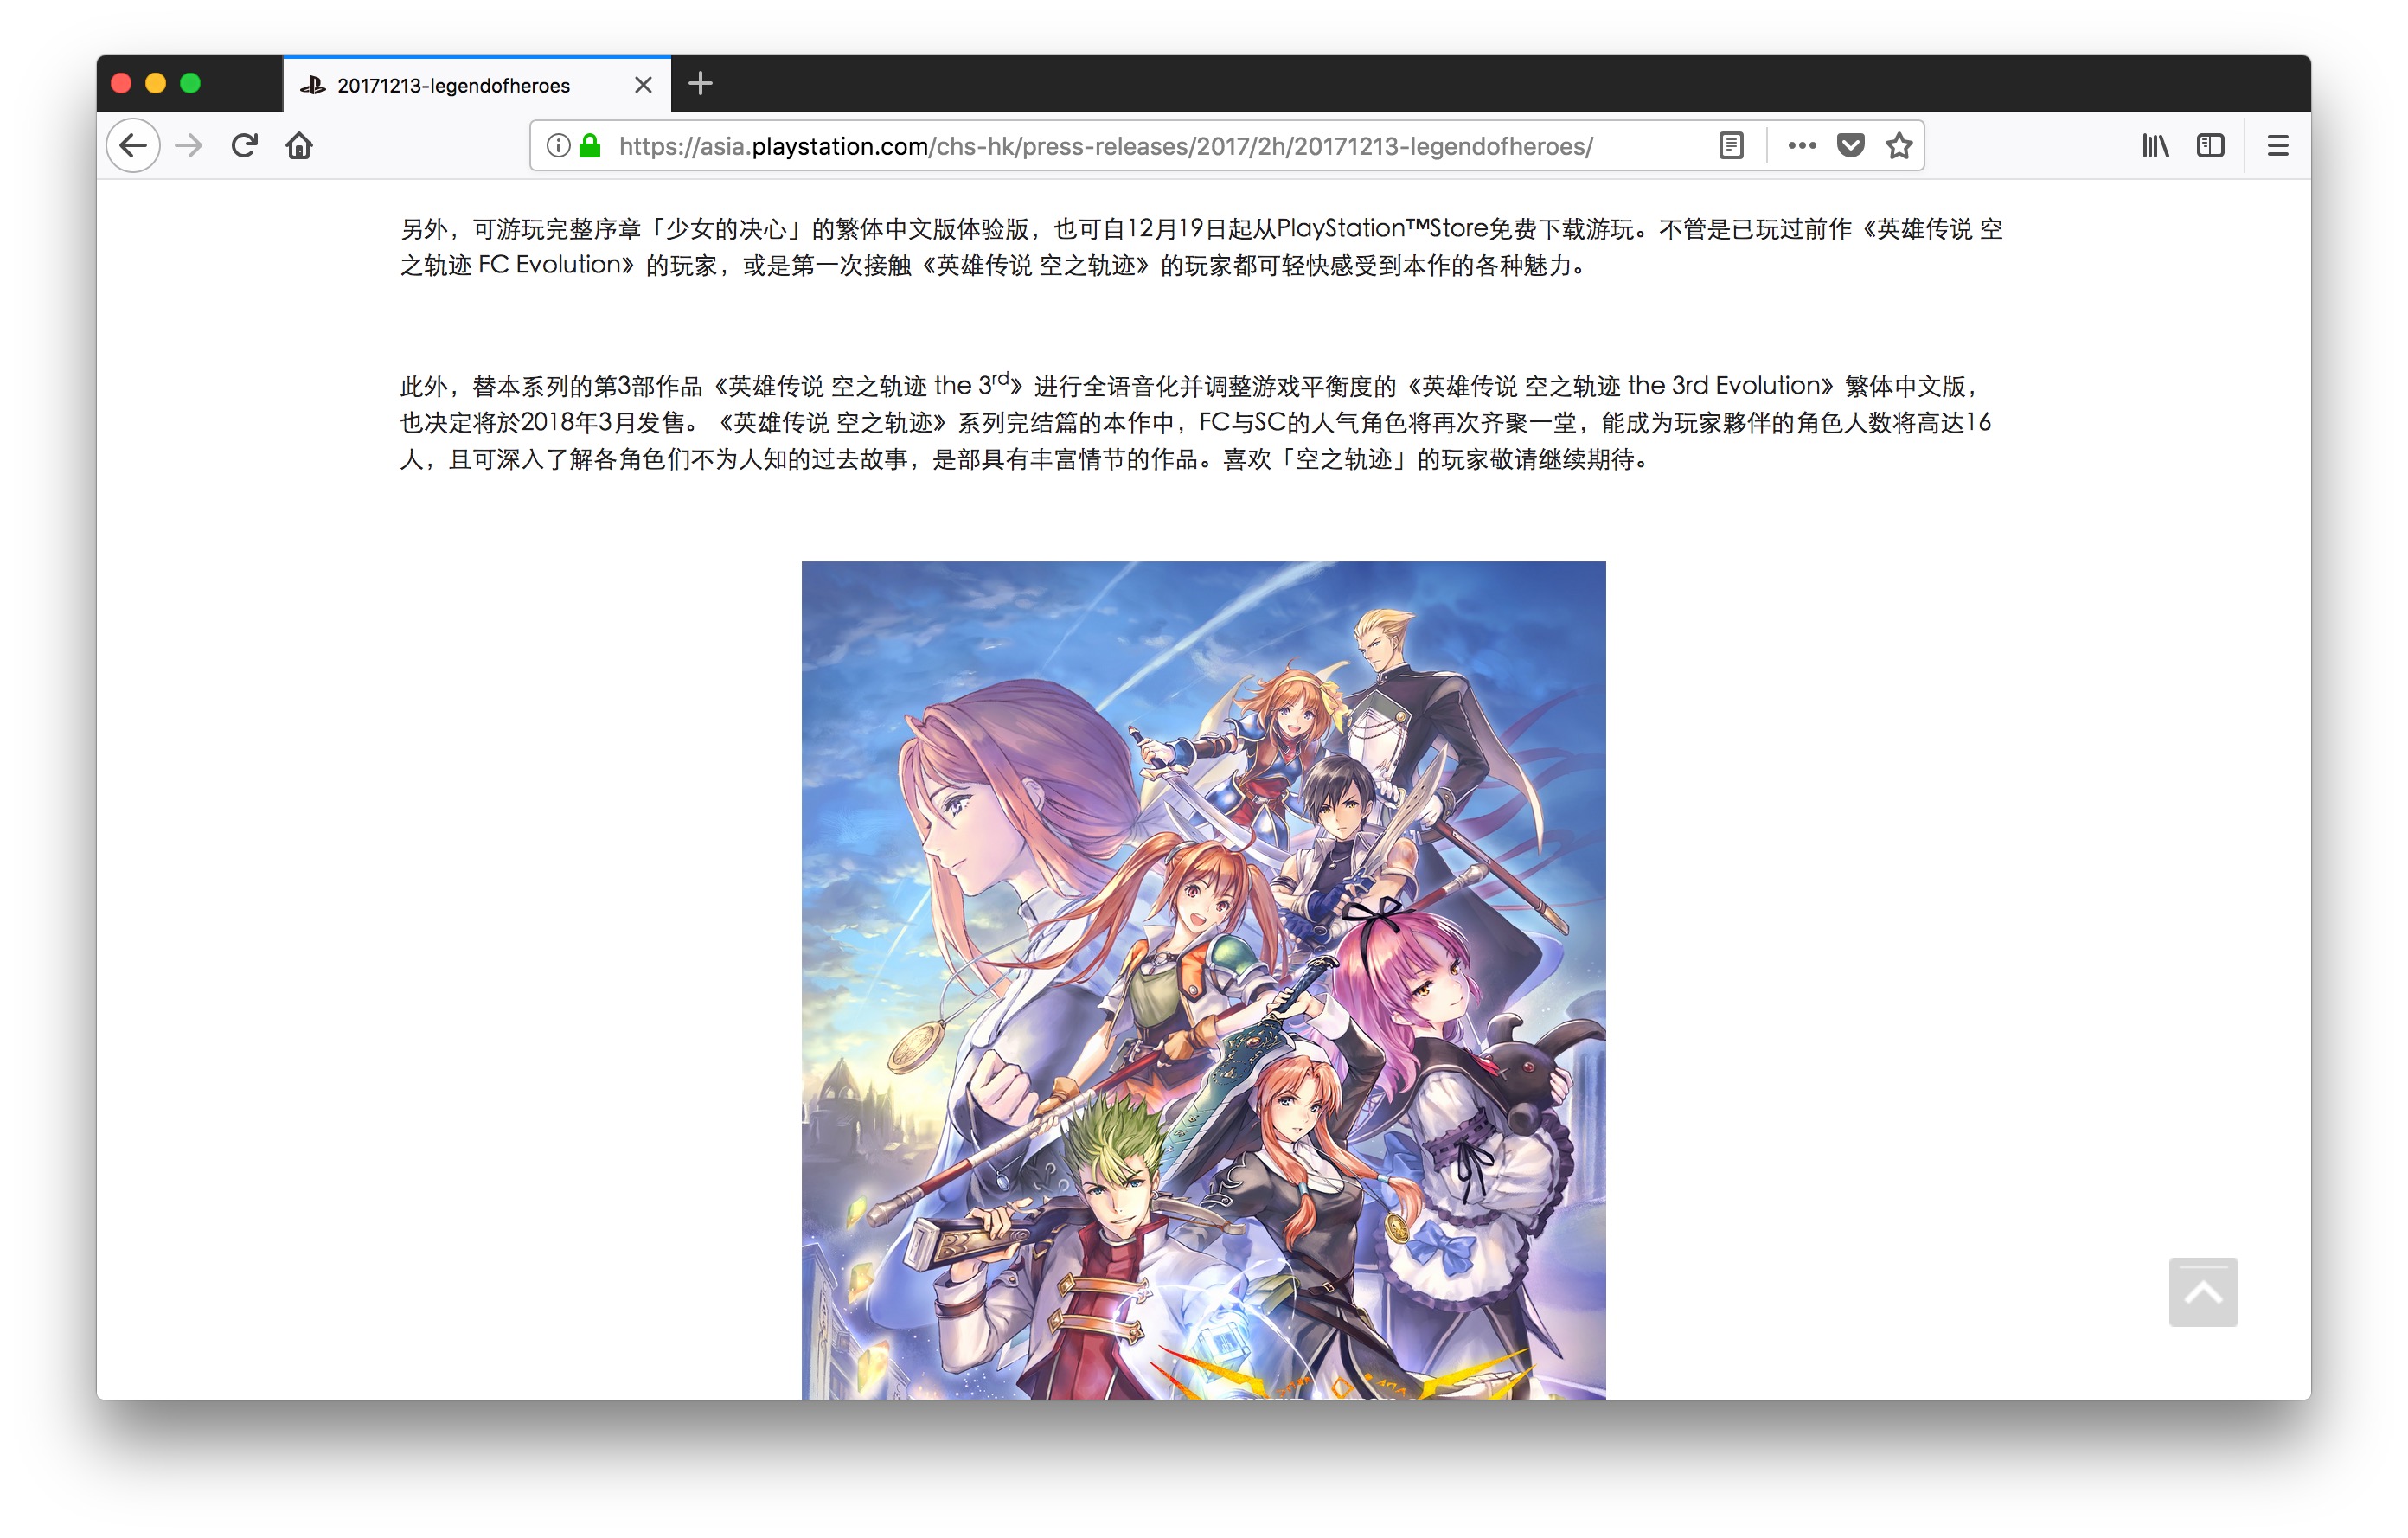 20171213-legendofheroes
https://asia.playstation.com/chs-hk/press-releases/2017/2h/20171213-legendofheroes/
另外，可游玩完整序章「少女的决心」的繁体中文版体验版，也可自12月19日起从PlayStation™Store免费下载游玩。不管是已玩过前作《英雄传说 空
之轨迹 FC Evolution》的玩家，或是第一次接触《英雄传说 空之轨迹》的玩家都可轻快感受到本作的各种魅力。
此外，替本系列的第3部作品《英雄传说 空之轨迹 the 3rd》进行全语音化并调整游戏平衡度的《英雄传说 空之轨迹 the 3rd Evolution》繁体中文版，
也决定将於2018年3月发售。《英雄传说 空之轨迹》系列完结篇的本作中，FC与SC的人气角色将再次齐聚一堂，能成为玩家夥伴的角色人数将高达16
人，且可深入了解各角色们不为人知的过去故事，是部具有丰富情节的作品。喜欢「空之轨迹」的玩家敬请继续期待。